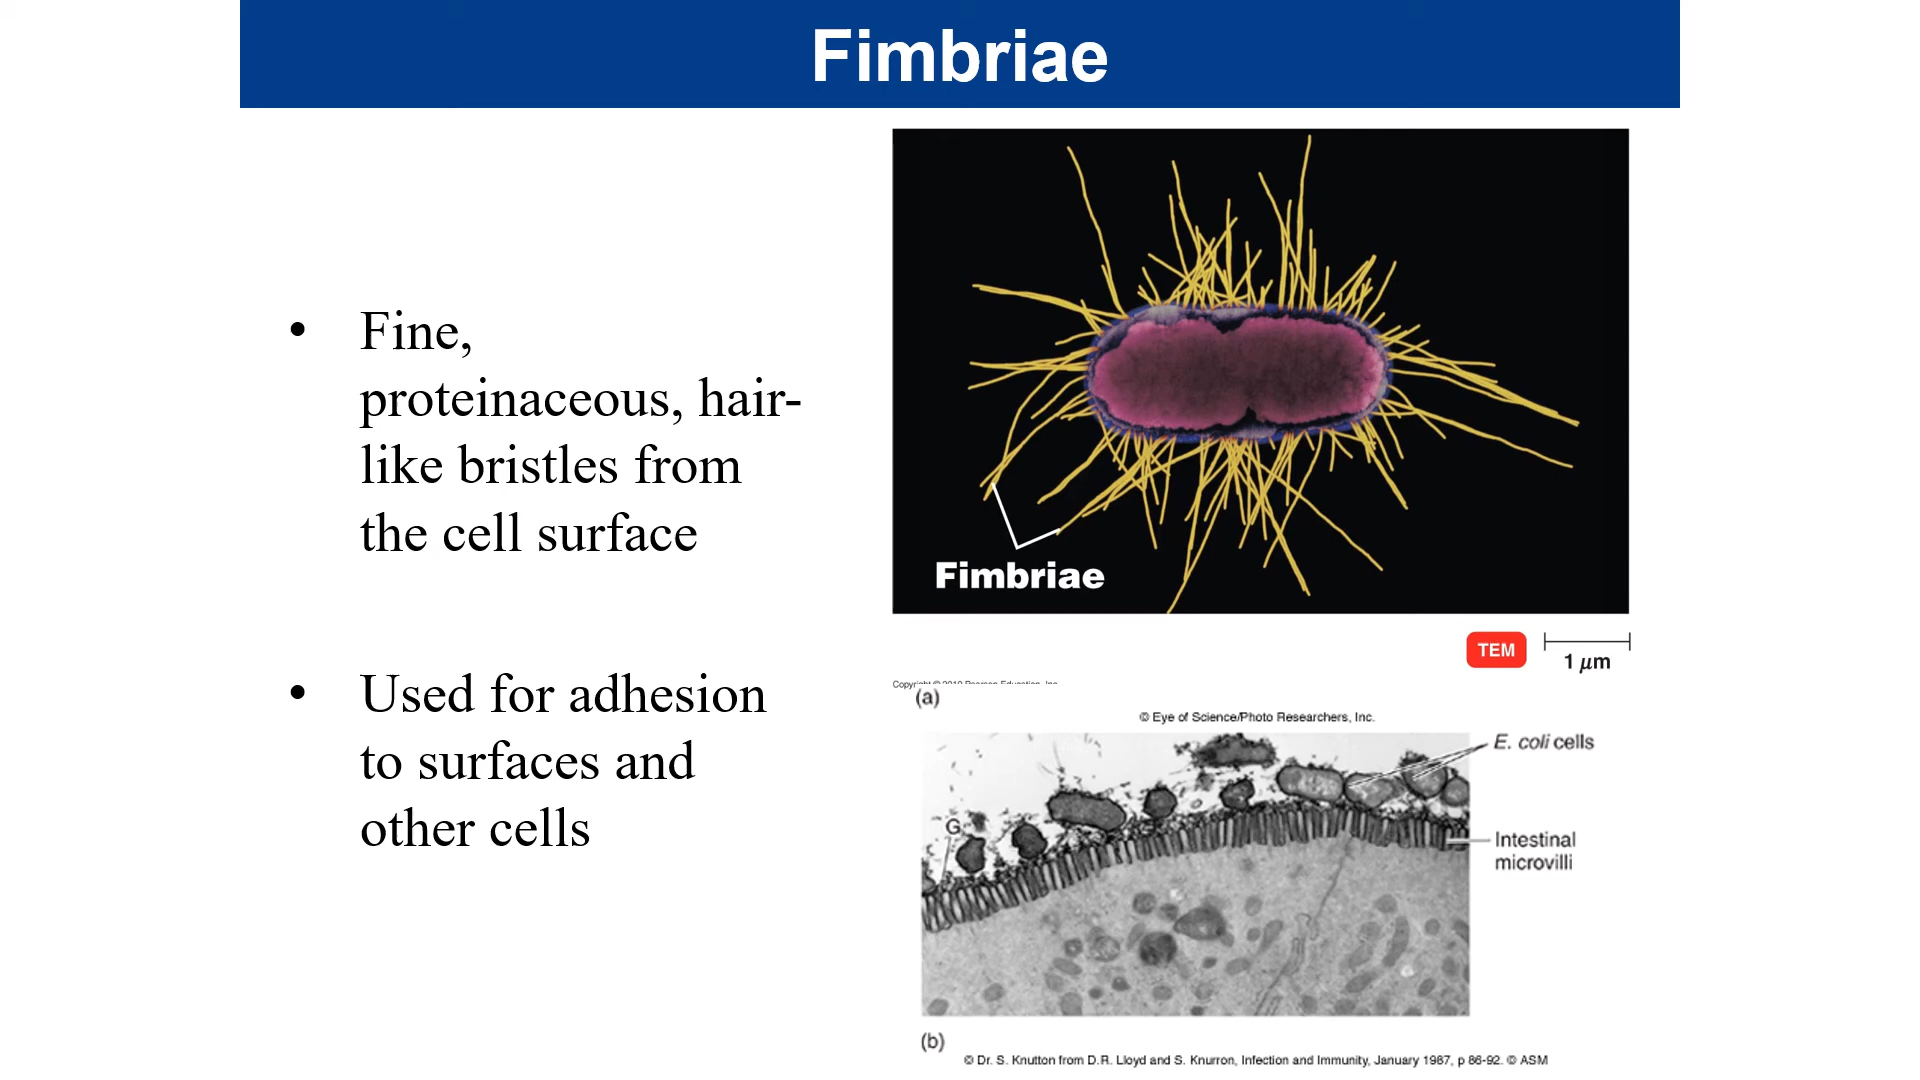 Fimbriae
• Fine,
proteinaceous, hair-
like bristles from
the cell surface
• Used for adhesion
to surfaces and
other cells
Fimbriae
TEM
1 μm
Copyright © 2010 Pearson Education, Inc.
(a)
© Eye of Science/Photo Researchers, Inc.
E. coli cells
G
Intestinal
microvilli
(b)
© Dr. S. Knutton from D.R. Lloyd and S. Knurron, Infection and Immunity, January 1987, p 86-92. © ASM